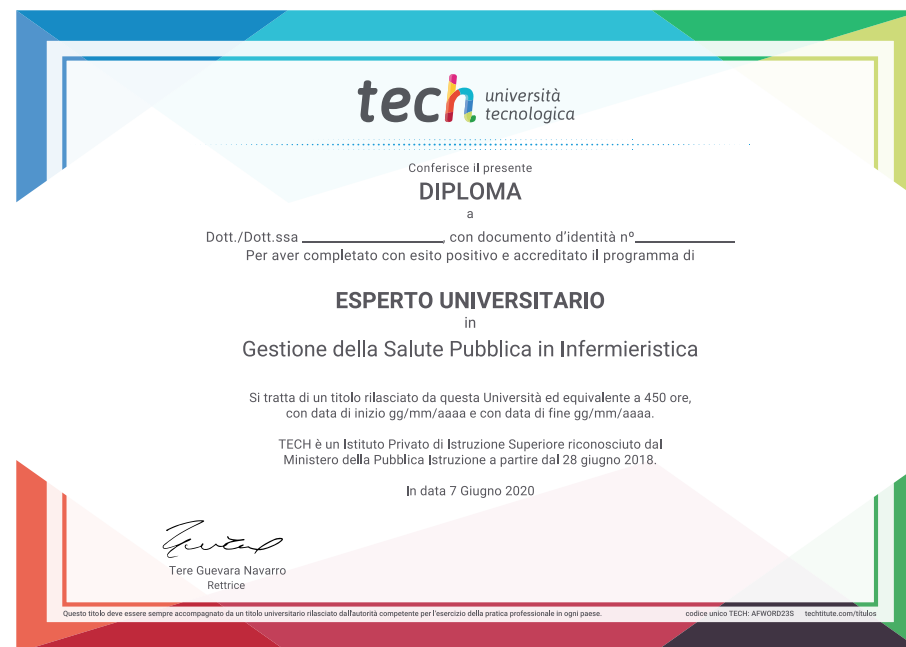 tech università
tecnologica
Conferisce il presente
DIPLOMA
a
Dott./Dott.ssa ________________, con documento d'identità nº____________
Per aver completato con esito positivo e accreditato il programma di
ESPERTO UNIVERSITARIO
in
Gestione della Salute Pubblica in Infermieristica
Si tratta di un titolo rilasciato da questa Università ed equivalente a 450 ore,
con data di inizio gg/mm/aaaa e con data di fine gg/mm/aaaa.
TECH è un Istituto Privato di Istruzione Superiore riconosciuto dal
Ministero della Pubblica Istruzione a partire dal 28 giugno 2018.
In data 7 Giugno 2020
Tere Guevara Navarro
Rettrice
Questo titolo deve essere sempre accompagnato da un titolo universitario rilasciato dall'autorità competente per l'esercizio della pratica professionale in ogni paese. codice unico TECH: AFWORD23S techtitute.com/títulos